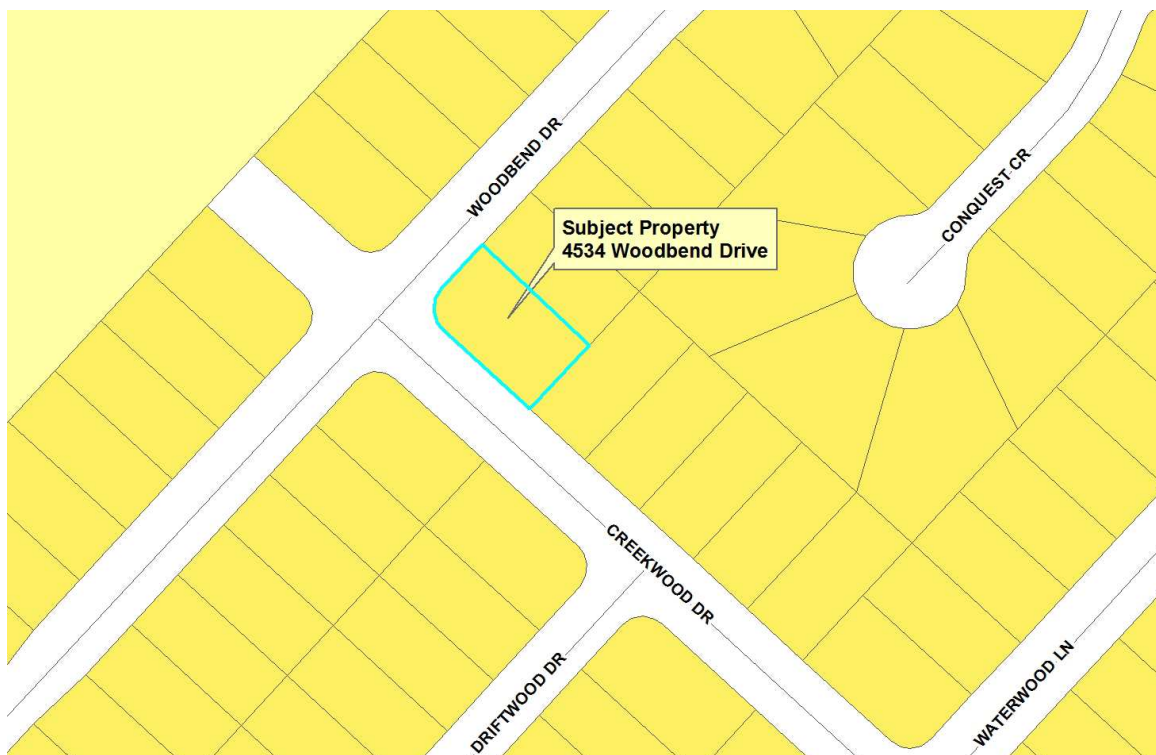 WOODBEND DR
Subject Property
4534 Woodbend Drive
CONQUEST CR
CREEKWOOD DR
DRIFTWOOD DR
WATERWOOD LN